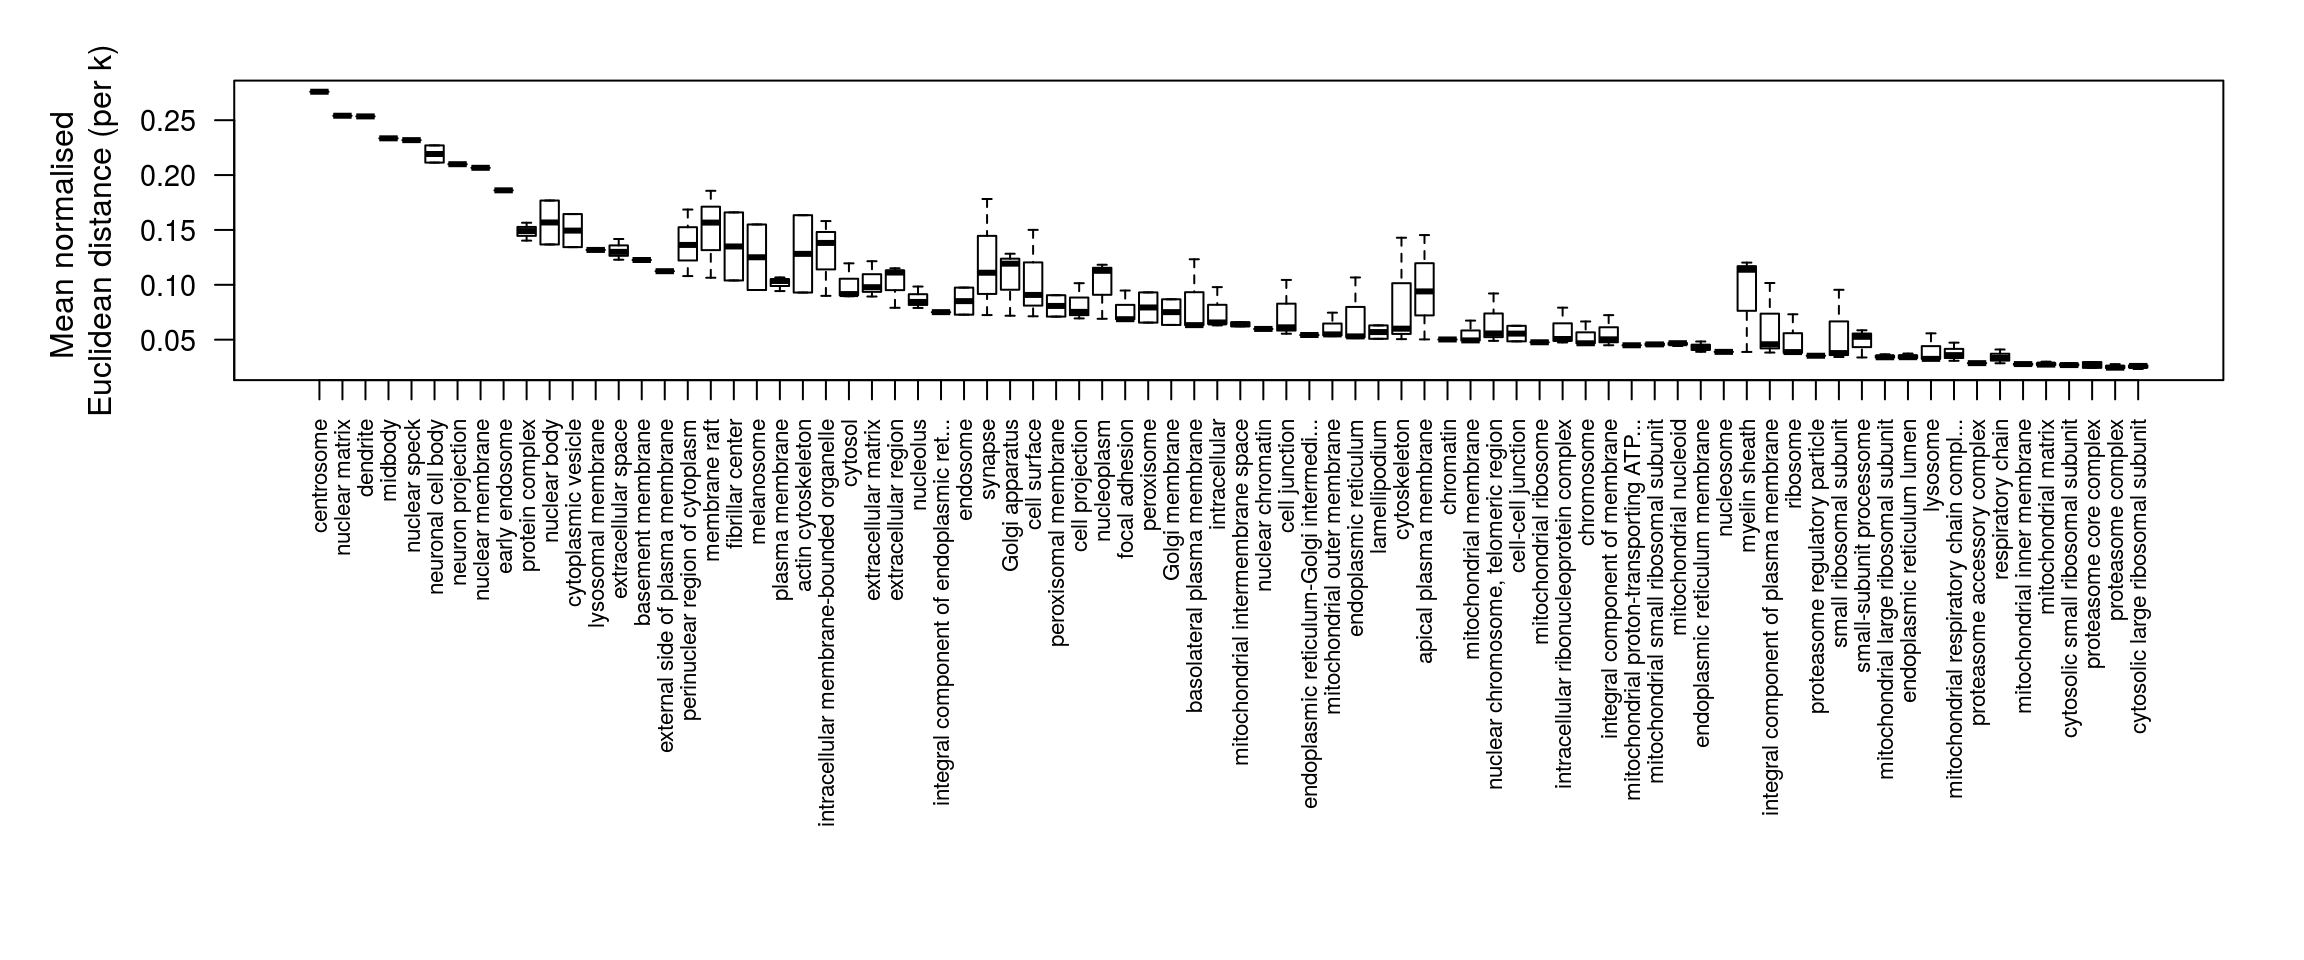 Mean normalised
Euclidean distance (per k)
0.25
0.20
0.15
0.10
0.05
centrosome
nuclear matrix
dendrite
midbody
nuclear speck
neuronal cell body
neuron projection
nuclear membrane
early endosome
protein complex
nuclear body
cytoplasmic vesicle
lysosomal membrane
extracellular space
basement membrane
external side of plasma membrane
perinuclear region of cytoplasm
membrane raft
fibrillar center
melanosome
plasma membrane
actin cytoskeleton
intracellular membrane-bounded organelle
cytosol
extracellular matrix
extracellular region
nucleolus
integral component of endoplasmic ret...
endosome
synapse
Golgi apparatus
cell surface
peroxisomal membrane
cell projection
nucleoplasm
focal adhesion
peroxisome
Golgi membrane
basolateral plasma membrane
intracellular
mitochondrial intermembrane space
nuclear chromatin
cell junction
endoplasmic reticulum-Golgi intermedi...
mitochondrial outer membrane
endoplasmic reticulum
lamellipodium
cytoskeleton
apical plasma membrane
chromatin
mitochondrial membrane
nuclear chromosome, telomeric region
cell-cell junction
mitochondrial ribosome
intracellular ribonucleoprotein complex
chromosome
integral component of membrane
mitochondrial proton-transporting ATP...
mitochondrial small ribosomal subunit
mitochondrial nucleoid
endoplasmic reticulum membrane
nucleosome
myelin sheath
integral component of plasma membrane
ribosome
proteasome regulatory particle
small ribosomal subunit
small-subunit processome
mitochondrial large ribosomal subunit
endoplasmic reticulum lumen
lysosome
mitochondrial respiratory chain compl...
proteasome accessory complex
respiratory chain
mitochondrial inner membrane
mitochondrial matrix
cytosolic small ribosomal subunit
proteasome core complex
proteasome complex
cytosolic large ribosomal subunit